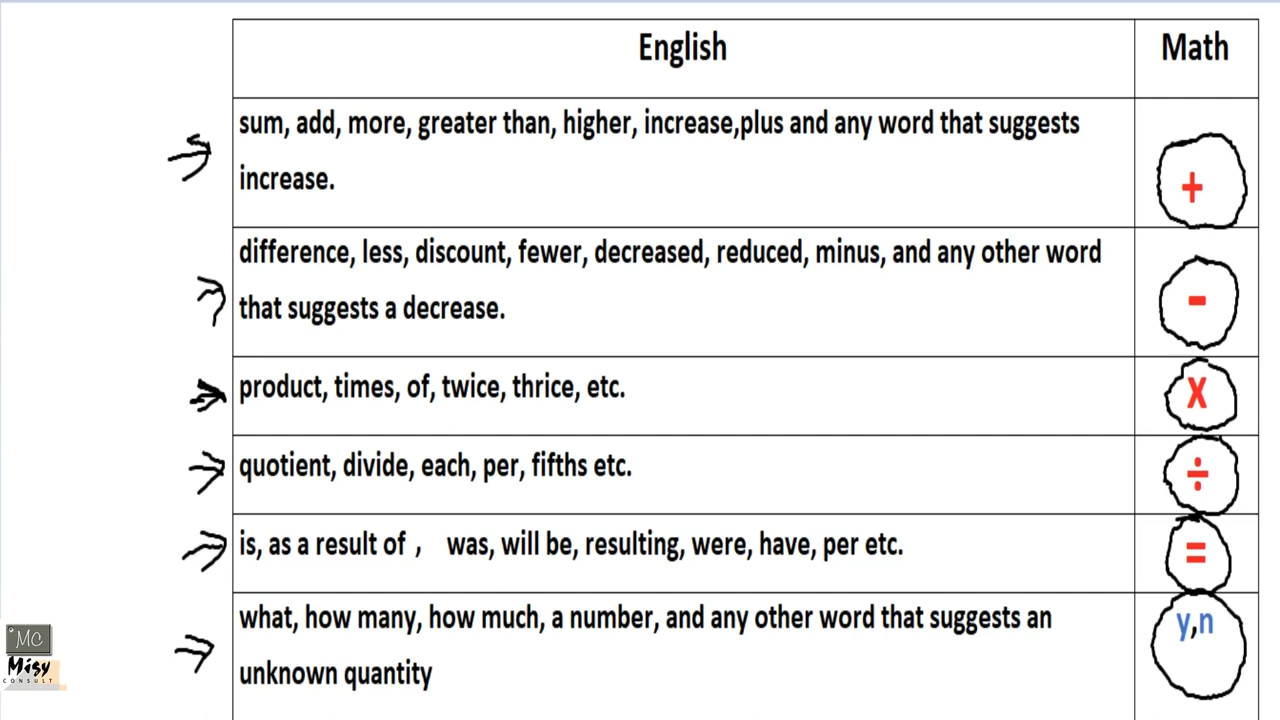 English
Math
sum, add, more, greater than, higher, increase,plus and any word that suggests
increase.
+
difference, less, discount, fewer, decreased, reduced, minus, and any other word
that suggests a decrease.
-
product, times, of, twice, thrice, etc.
X
quotient, divide, each, per, fifths etc.
÷
is, as a result of , was, will be, resulting, were, have, per etc.
=
what, how many, how much, a number, and any other word that suggests an
unknown quantity
y,n
MC
Misy
CONSULT